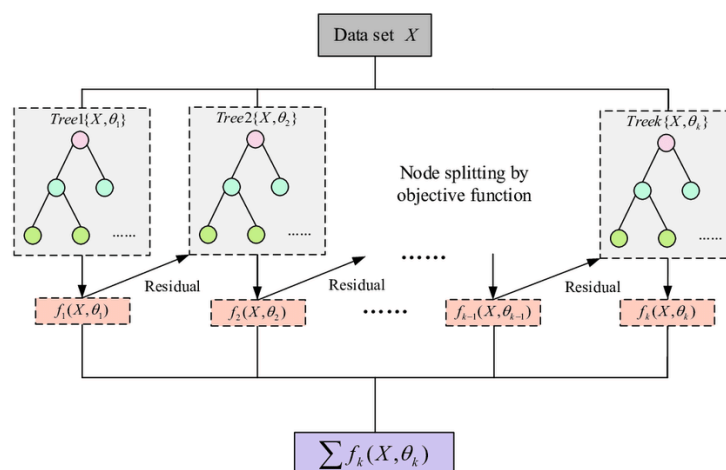 Data set X
Tree1{X,θ₁}
Tree2{X,θ₂}
Treek{X,θₖ}
Node splitting by
objective function
......
......
......
......
Residual
Residual
Residual
f₁(X,θ₁)
f₂(X,θ₂)
......
fₖ₋₁(X,θₖ₋₁)
fₖ(X,θₖ)
∑ fₖ(X,θₖ)